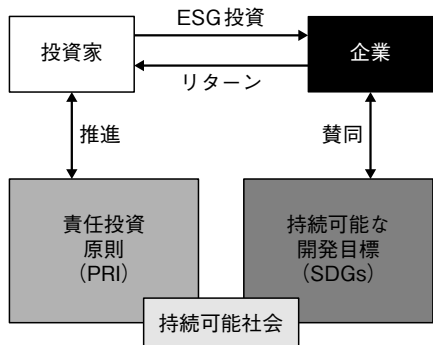 ESG投資
投資家
企業
リターン
推進
賛同
責任投資
原則
（PRI）
持続可能な
開発目標
（SDGs）
持続可能社会